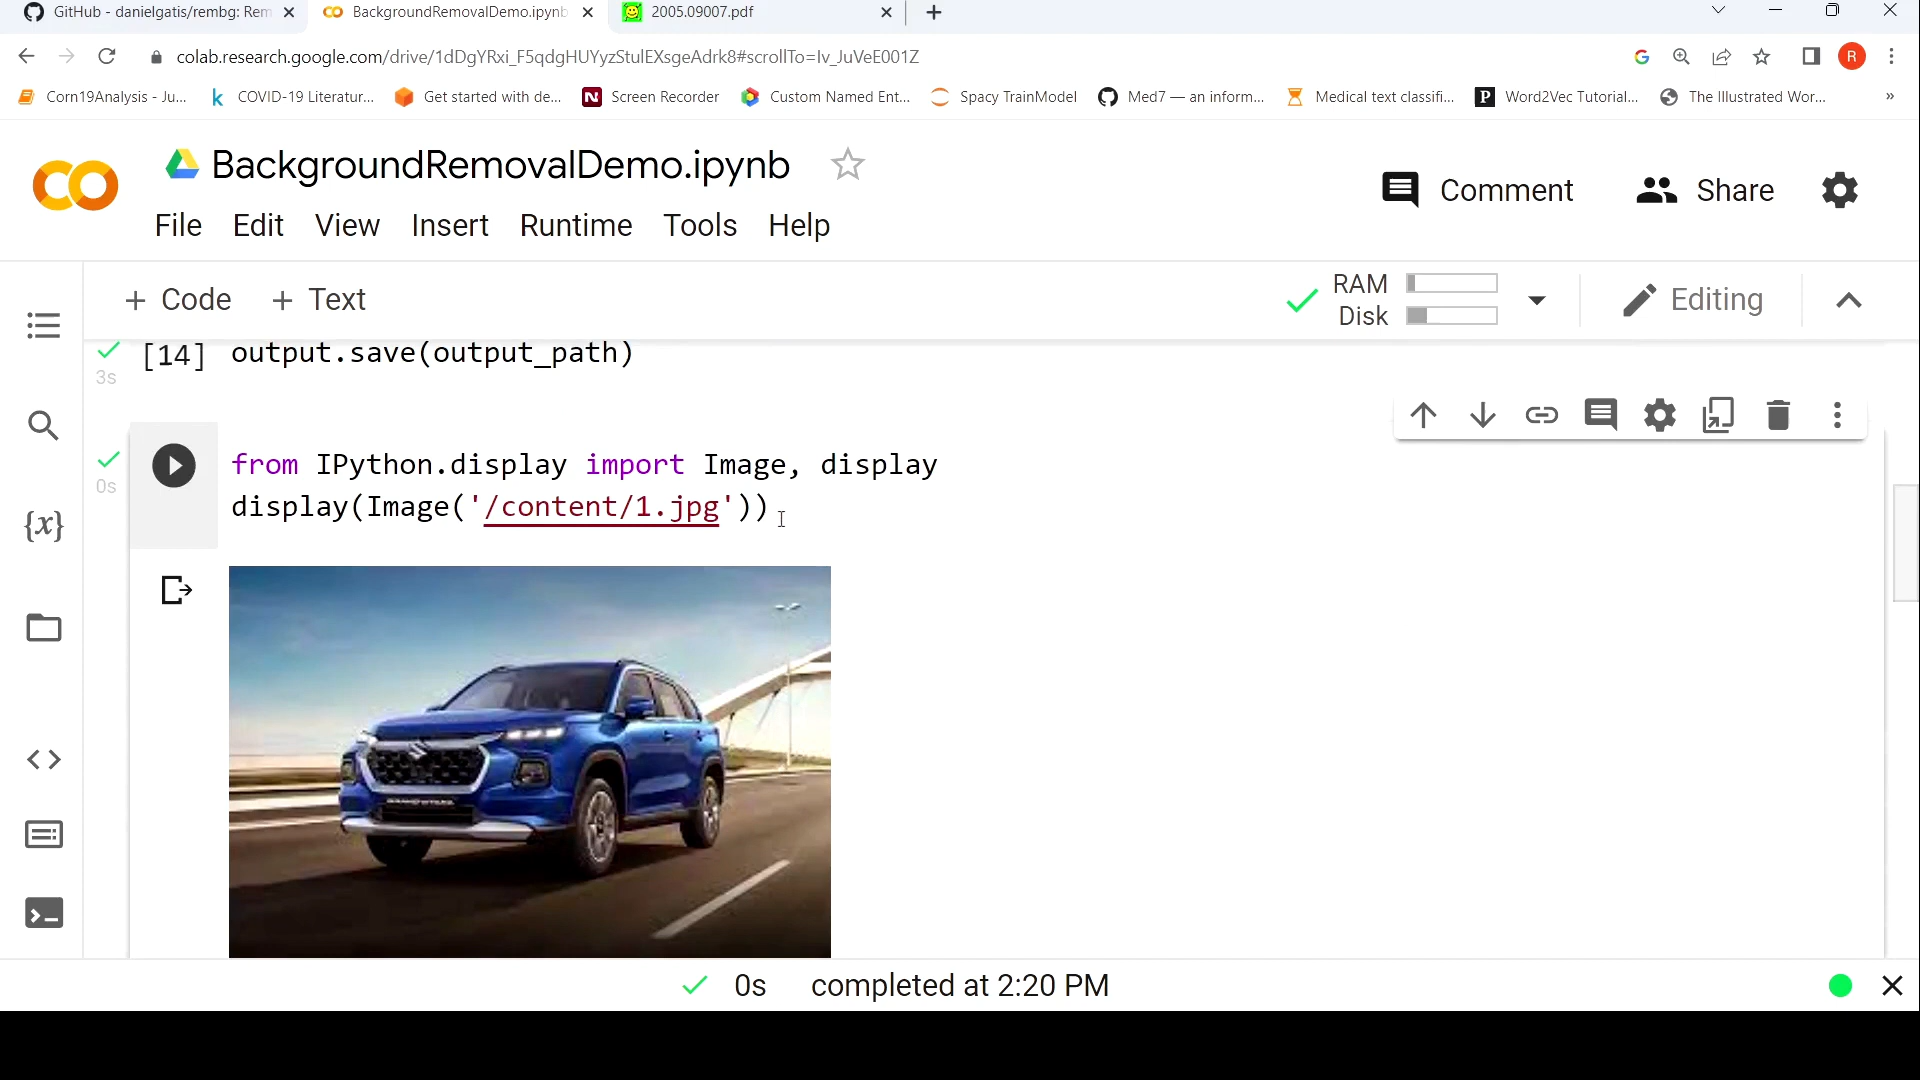 GitHub - danielgatis/rembg: Rem
BackgroundRemovalDemo.ipynb
2005.09007.pdf
colab.research.google.com/drive/1dDgYRxi_F5qdgHUYyzStulEXsgeAdrk8#scrollTo=Iv_JuVeE001Z
R
Corn19Analysis - Ju...
COVID-19 Literatur...
Get started with de...
Screen Recorder
Custom Named Ent...
Spacy TrainModel
Med7 — an inform...
Medical text classifi...
Word2Vec Tutorial...
The Illustrated Wor...
»
BackgroundRemovalDemo.ipynb
Comment
Share
File Edit View Insert Runtime Tools Help
+ Code + Text
RAM
Disk
Editing
[14] output.save(output_path)
3s
from IPython.display import Image, display
0s
display(Image('/content/1.jpg'))
{x}
0s completed at 2:20 PM